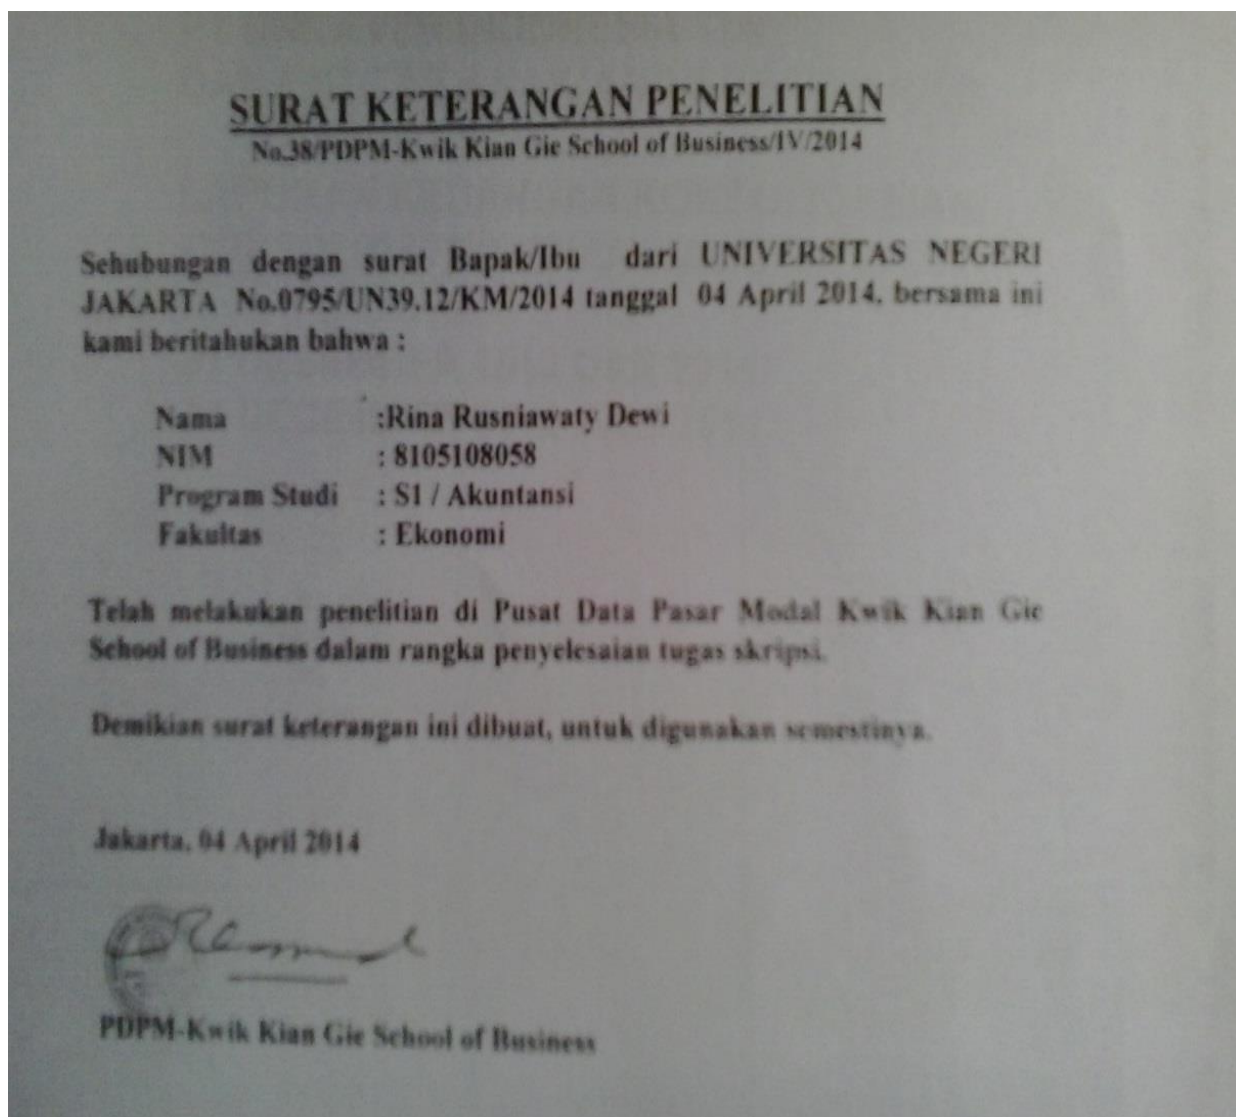 SURAT KETERANGAN PENELITIAN
No.38/PDPM-Kwik Kian Gie School of Business/IV/2014
Sehubungan dengan surat Bapak/Ibu dari UNIVERSITAS NEGERI
JAKARTA No.0795/UN39.12/KM/2014 tanggal 04 April 2014, bersama ini
kami beritahukan bahwa :
Nama :Rina Rusniawaty Dewi
NIM : 8105108058
Program Studi : S1 / Akuntansi
Fakultas : Ekonomi
Telah melakukan penelitian di Pusat Data Pasar Modal Kwik Kian Gie
School of Business dalam rangka penyelesaian tugas skripsi.
Demikian surat keterangan ini dibuat, untuk digunakan semestinya.
Jakarta, 04 April 2014
PDPM-Kwik Kian Gie School of Business